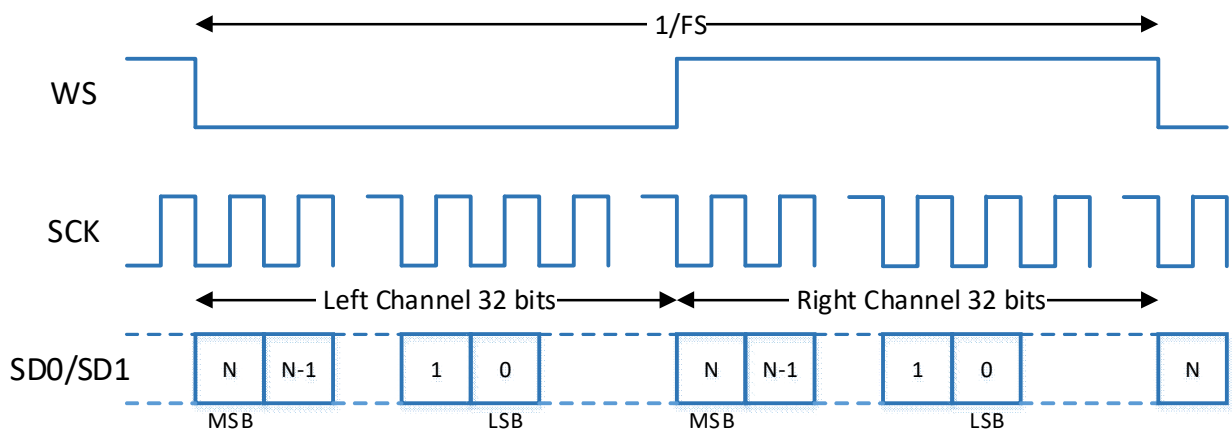 1/FS
WS
SCK
Left Channel 32 bits
Right Channel 32 bits
SD0/SD1
N N-1 1 0 N N-1 1 0 N
MSB LSB MSB LSB